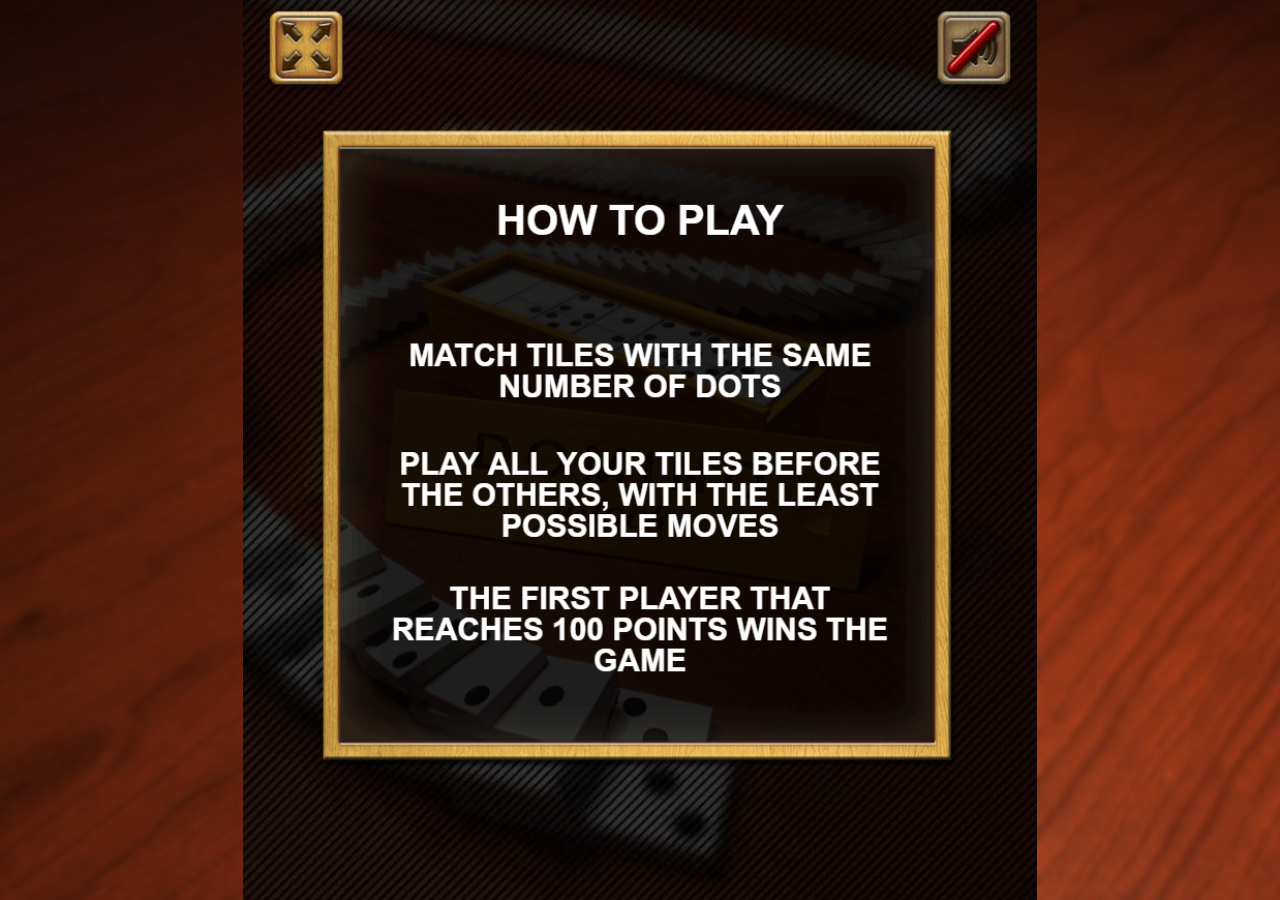 HOW TO PLAY
MATCH TILES WITH THE SAME
NUMBER OF DOTS
PLAY ALL YOUR TILES BEFORE
THE OTHERS, WITH THE LEAST
POSSIBLE MOVES
THE FIRST PLAYER THAT
REACHES 100 POINTS WINS THE
GAME